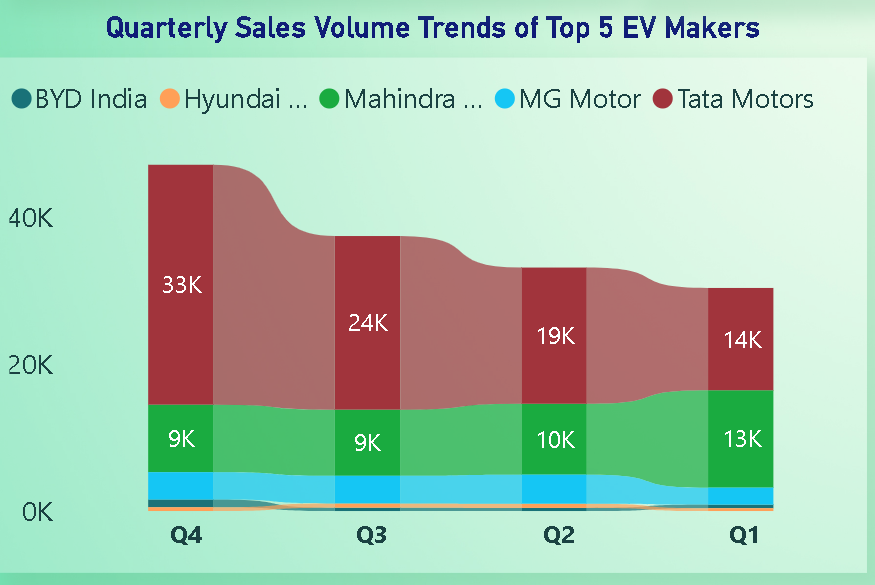 Quarterly Sales Volume Trends of Top 5 EV Makers
BYD India Hyundai ... Mahindra ... MG Motor Tata Motors
40K
33K
24K
19K
14K
20K
9K
9K
10K
13K
0K
Q4 Q3 Q2 Q1